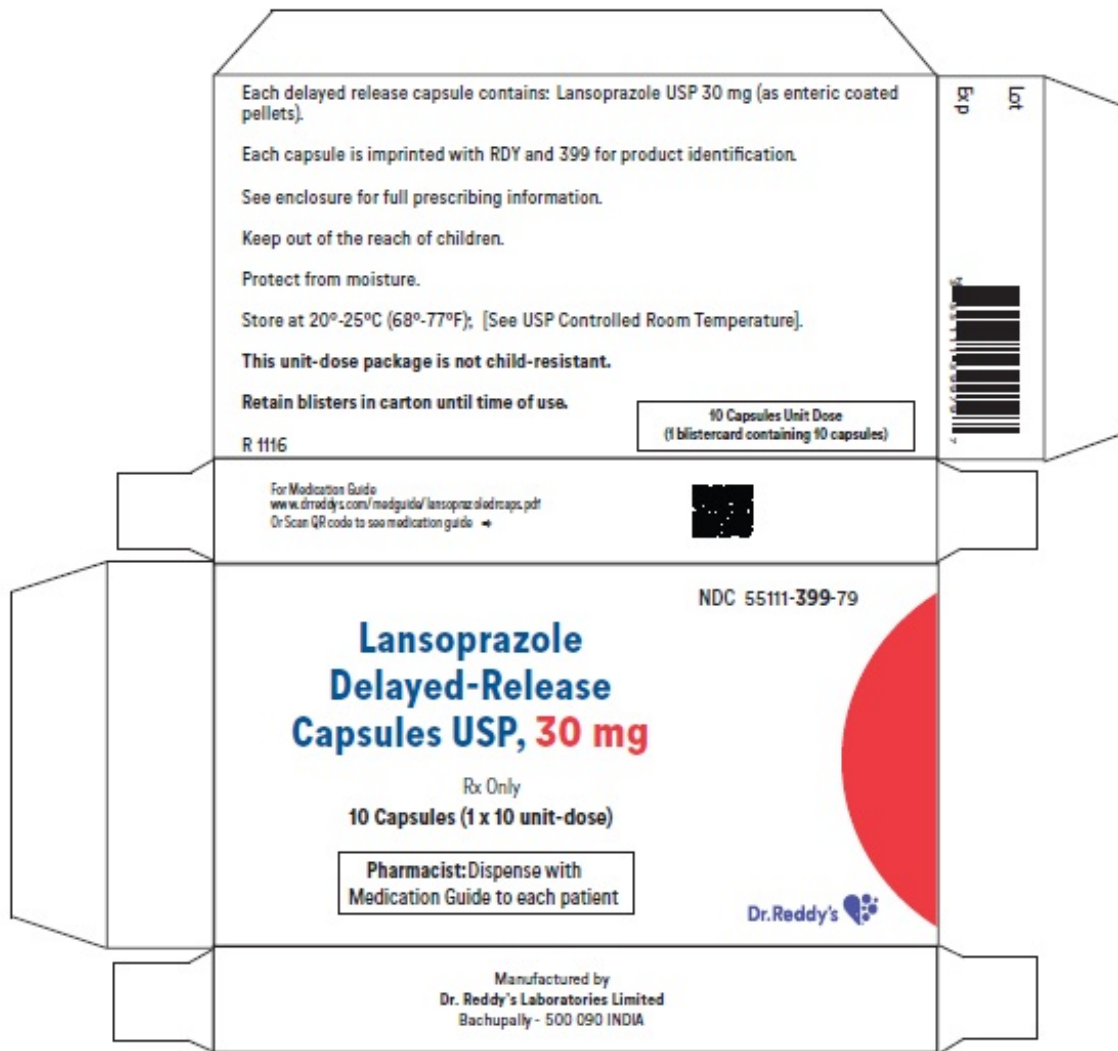 Each delayed release capsule contains: Lansoprazole USP 30 mg (as enteric coated
pellets).
Each capsule is imprinted with RDY and 399 for product identification.
See enclosure for full prescribing information.
Keep out of the reach of children.
Protect from moisture.
Store at 20º-25ºC (68º-77ºF); [See USP Controlled Room Temperature].
This unit-dose package is not child-resistant.
Retain blisters in carton until time of use.
R 1116
10 Capsules Unit Dose
(1 blistercard containing 10 capsules)
Lot
Exp
For Medication Guide
www.drreddys.com/medguide/lansoprazoledrcaps.pdf
Or Scan QR code to see medication guide ➡
NDC 55111-399-79
Lansoprazole
Delayed-Release
Capsules USP, 30 mg
Rx Only
10 Capsules (1 x 10 unit-dose)
Pharmacist:Dispense with
Medication Guide to each patient
Dr.Reddy's
Manufactured by
Dr. Reddy's Laboratories Limited
Bachupally - 500 090 INDIA